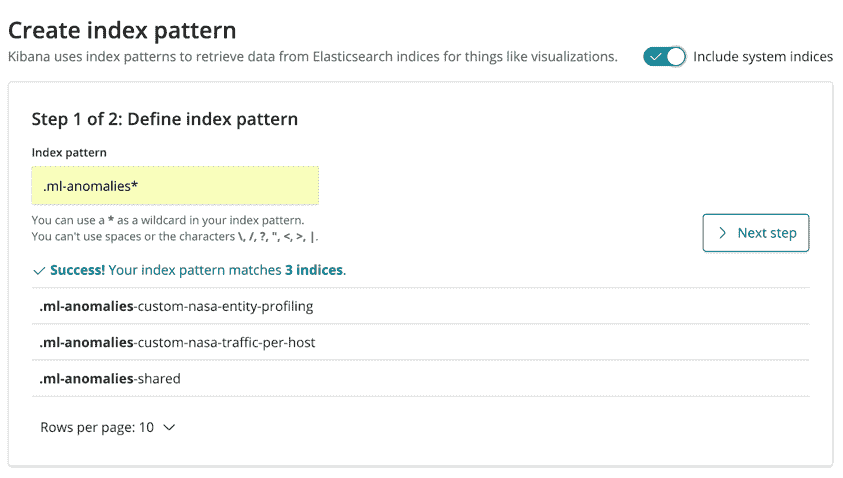 Create index pattern
Kibana uses index patterns to retrieve data from Elasticsearch indices for things like visualizations.
Include system indices
Step 1 of 2: Define index pattern
Index pattern
.ml-anomalies*
You can use a * as a wildcard in your index pattern.
You can't use spaces or the characters \, /, ?, ", <, >, |.
Next step
Success! Your index pattern matches 3 indices.
.ml-anomalies-custom-nasa-entity-profiling
.ml-anomalies-custom-nasa-traffic-per-host
.ml-anomalies-shared
Rows per page: 10